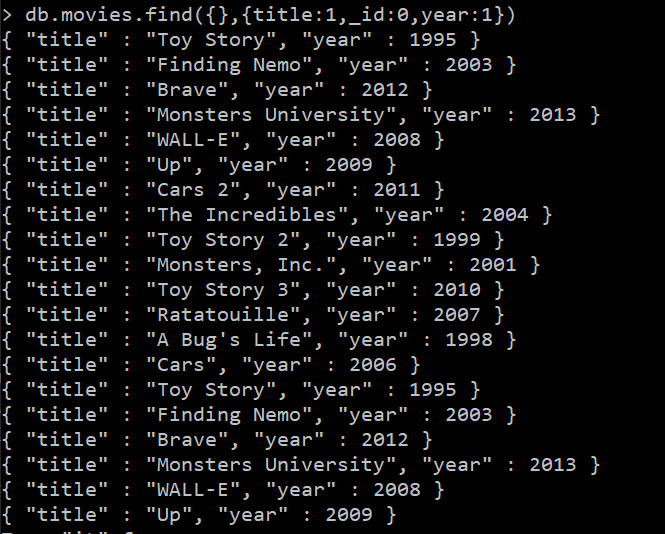 > db.movies.find({},{title:1,_id:0,year:1})
{ "title" : "Toy Story", "year" : 1995 }
{ "title" : "Finding Nemo", "year" : 2003 }
{ "title" : "Brave", "year" : 2012 }
{ "title" : "Monsters University", "year" : 2013 }
{ "title" : "WALL-E", "year" : 2008 }
{ "title" : "Up", "year" : 2009 }
{ "title" : "Cars 2", "year" : 2011 }
{ "title" : "The Incredibles", "year" : 2004 }
{ "title" : "Toy Story 2", "year" : 1999 }
{ "title" : "Monsters, Inc.", "year" : 2001 }
{ "title" : "Toy Story 3", "year" : 2010 }
{ "title" : "Ratatouille", "year" : 2007 }
{ "title" : "A Bug's Life", "year" : 1998 }
{ "title" : "Cars", "year" : 2006 }
{ "title" : "Toy Story", "year" : 1995 }
{ "title" : "Finding Nemo", "year" : 2003 }
{ "title" : "Brave", "year" : 2012 }
{ "title" : "Monsters University", "year" : 2013 }
{ "title" : "WALL-E", "year" : 2008 }
{ "title" : "Up", "year" : 2009 }